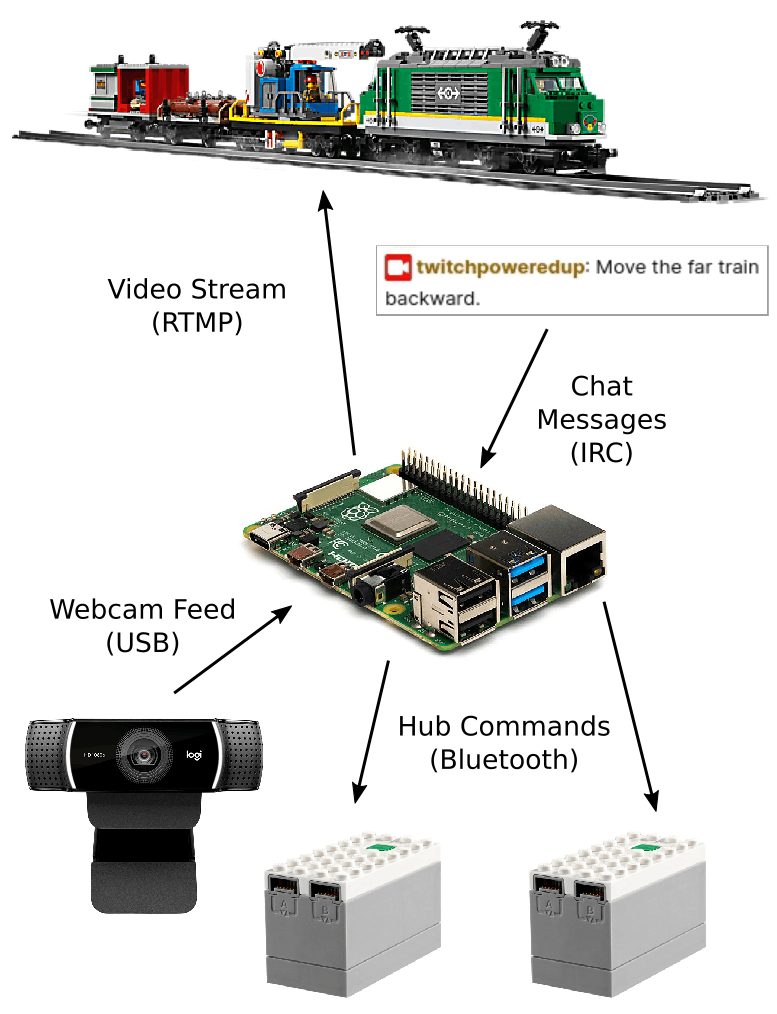 Video Stream
(RTMP)
twitchpoweredup: Move the far train
backward.
Chat
Messages
(IRC)
Webcam Feed
(USB)
logi
Hub Commands
(Bluetooth)
A B
A B